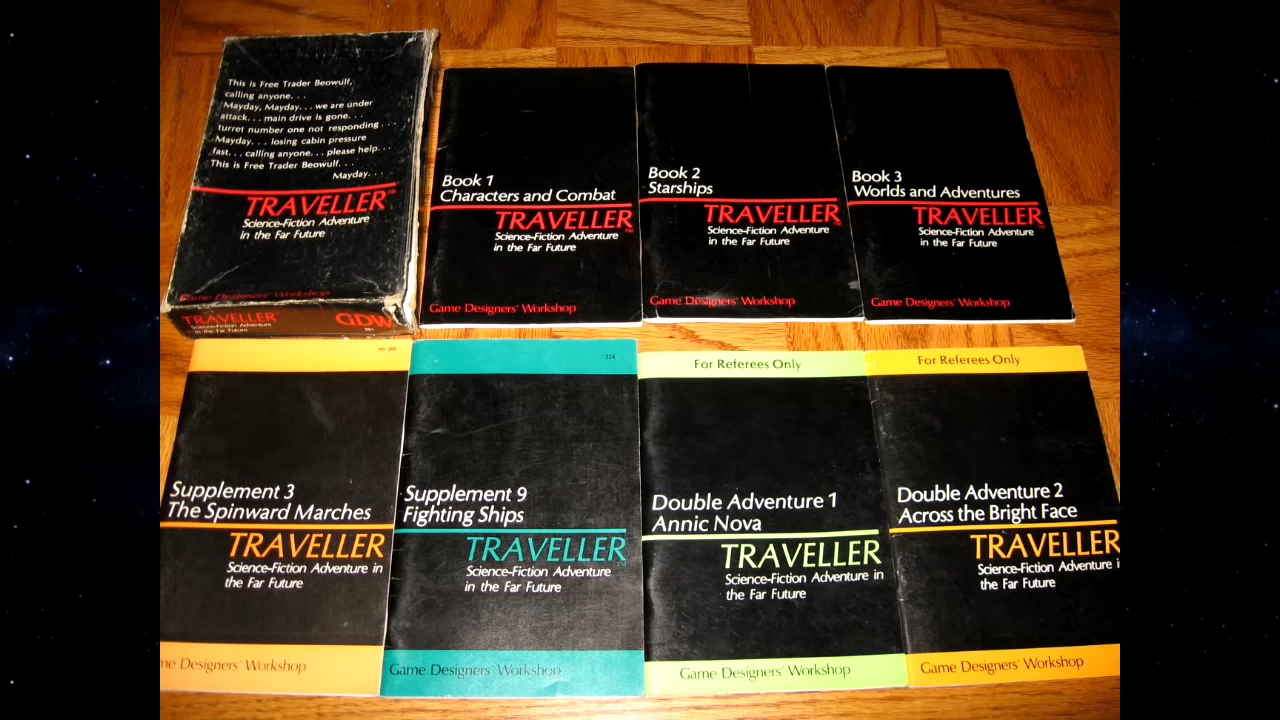 This is Free Trader Beowulf,
calling anyone. . .
Mayday, Mayday. . . we are under
attack. . . main drive is gone. . .
turret number one not responding . . .
Mayday. . . losing cabin pressure
fast. . . calling anyone. . . please help. . .
This is Free Trader Beowulf. . .
Mayday. . .
TRAVELLER™
Science-Fiction Adventure
in the Far Future
Game Designers' Workshop
TRAVELLER
Science-Fiction Adventure
in the Far Future
GDW
Book 1
Characters and Combat
TRAVELLER™
Science-Fiction Adventure
in the Far Future
Game Designers' Workshop
Book 2
Starships
TRAVELLER™
Science-Fiction Adventure
in the Far Future
Game Designers' Workshop
Book 3
Worlds and Adventures
TRAVELLER™
Science-Fiction Adventure
in the Far Future
Game Designers' Workshop
Supplement 3
The Spinward Marches
TRAVELLER
Science-Fiction Adventure in
the Far Future
me Designers' Workshop
324
Supplement 9
Fighting Ships
TRAVELLER™
Science-Fiction Adventure
in the Far Future
Game Designers' Workshop
For Referees Only
Double Adventure 1
Annic Nova
TRAVELLER
Science-Fiction Adventure in
the Far Future
Game Designers' Workshop
For Referees Only
Double Adventure 2
Across the Bright Face
TRAVELLER
Science-Fiction Adventure i
the Far Future
Game Designers' Workshop